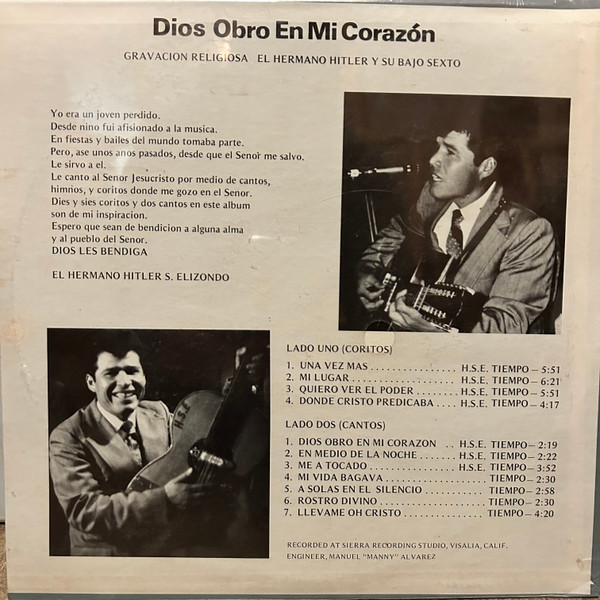 Dios Obro En Mi Corazón
GRAVACION RELIGIOSA EL HERMANO HITLER Y SU BAJO SEXTO
Yo era un joven perdido.
Desde nino fui afisionado a la musica.
En fiestas y bailes del mundo tomaba parte.
Pero, ase unos anos pasados, desde que el Senor me salvo,
Le sirvo a el.
Le canto al Senor Jesucristo por medio de cantos,
himnos, y coritos donde me gozo en el Senor.
Dies y sies coritos y dos cantos en este album
son de mi inspiracion.
Espero que sean de bendicion a alguna alma
y al pueblo del Senor.
DIOS LES BENDIGA
EL HERMANO HITLER S. ELIZONDO
H.S.E.
LADO UNO (CORITOS)
1. UNA VEZ MAS ................ H.S.E. TIEMPO — 5:51
2. MI LUGAR .................... H.S.E, TIEMPO — 6:21
3. QUIERO VER EL PODER ........ H.S.E. TIEMPO — 5:51
4. DONDE CRISTO PREDICABA .... H.S.E. TIEMPO — 4:17
LADO DOS (CANTOS)
1. DIOS OBRO EN MI CORAZON .. H.S.E. TIEMPO — 2:19
2. EN MEDIO DE LA NOCHE ....... H.S.E. TIEMPO — 2:22
3. ME A TOCADO ................ H.S.E. TIEMPO — 3:52
4. MI VIDA BAGAVA ......................... TIEMPO — 2:30
5. A SOLAS EN EL SILENCIO .......... TIEMPO — 2:58
6. ROSTRO DIVINO ..................... TIEMPO — 2:30
7. LLEVAME OH CRISTO ................ TIEMPO — 4:20
RECORDED AT SIERRA RECORDING STUDIO, VISALIA, CALIF.
ENGINEER, MANUEL "MANNY" ALVAREZ